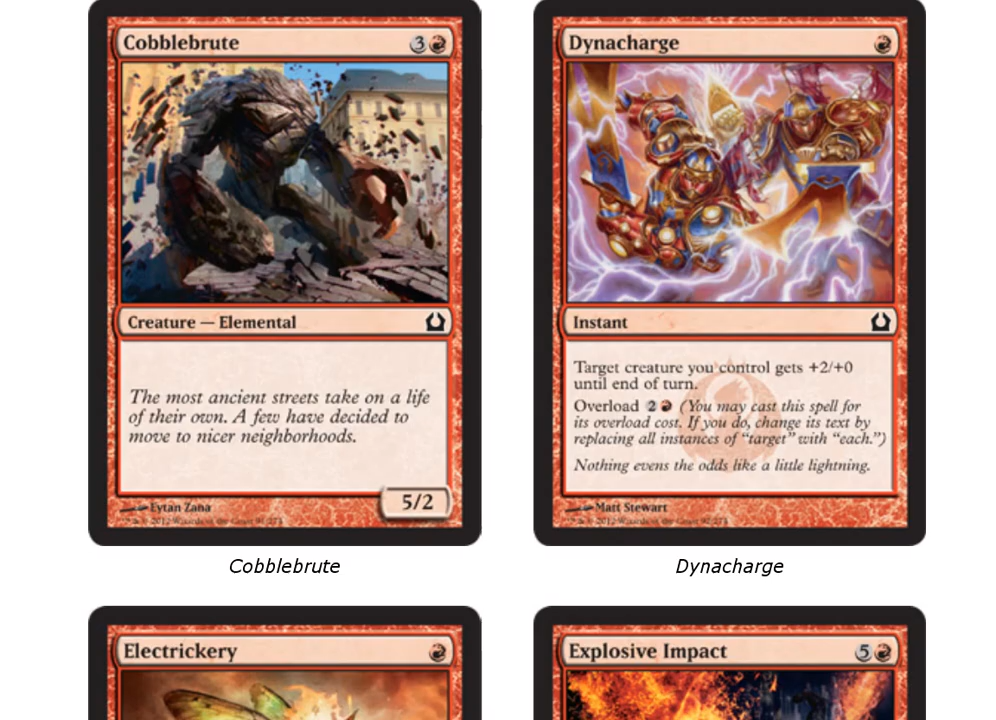 Cobblebrute 3
Dynacharge
Creature — Elemental
Instant
The most ancient streets take on a life
of their own. A few have decided to
move to nicer neighborhoods.
5/2
Eytan Zana
Target creature you control gets +2/+0
until end of turn.
Overload 2 (You may cast this spell for
its overload cost. If you do, change its text by
replacing all instances of “target” with “each.”)
Nothing evens the odds like a little lightning.
Matt Stewart
Cobblebrute
Dynacharge
Electrickery
Explosive Impact 5